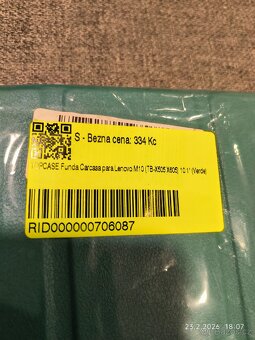 S - Bezna cena: 334 Kc
TOPCASE Funda Carcasa para Lenovo M10 (TB-X605 X505) 10.1" (Verde)
RID000000706087
23.2.2026 18:07